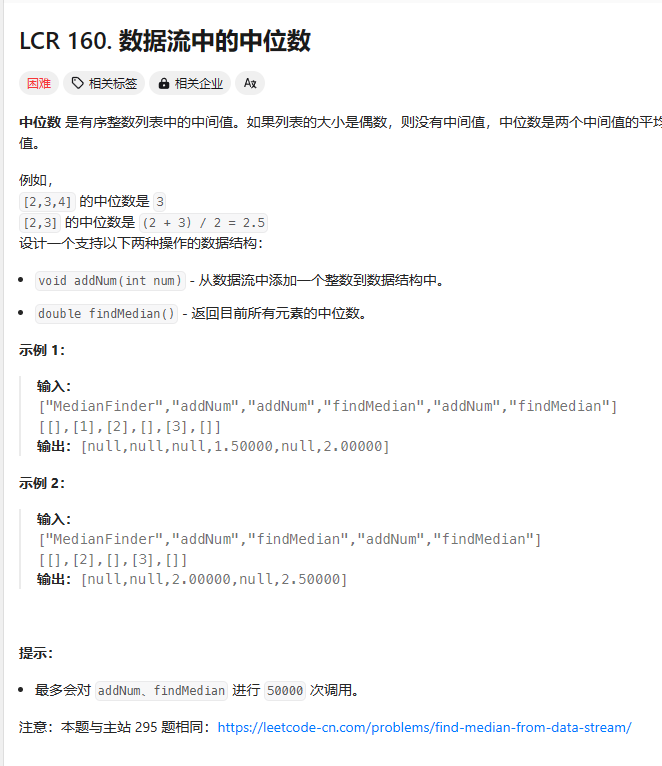 LCR 160. 数据流中的中位数
困难 相关标签 相关企业
中位数 是有序整数列表中的中间值。如果列表的大小是偶数，则没有中间值，中位数是两个中间值的平均
值。
例如，
[2,3,4] 的中位数是 3
[2,3] 的中位数是 (2 + 3) / 2 = 2.5
设计一个支持以下两种操作的数据结构：
void addNum(int num) - 从数据流中添加一个整数到数据结构中。
double findMedian() - 返回目前所有元素的中位数。
示例 1：
输入：
["MedianFinder","addNum","addNum","findMedian","addNum","findMedian"]
[[],[1],[2],[],[3],[]]
输出：[null,null,null,1.50000,null,2.00000]
示例 2：
输入：
["MedianFinder","addNum","findMedian","addNum","findMedian"]
[[],[2],[],[3],[]]
输出：[null,null,2.00000,null,2.50000]
提示：
最多会对 addNum、findMedian 进行 50000 次调用。
注意：本题与主站 295 题相同：https://leetcode-cn.com/problems/find-median-from-data-stream/